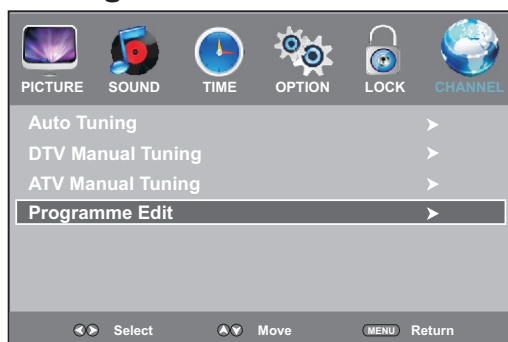 PICTURE SOUND TIME OPTION LOCK CHANNEL
Auto Tuning
DTV Manual Tuning
ATV Manual Tuning
Programme Edit
Select Move MENU Return